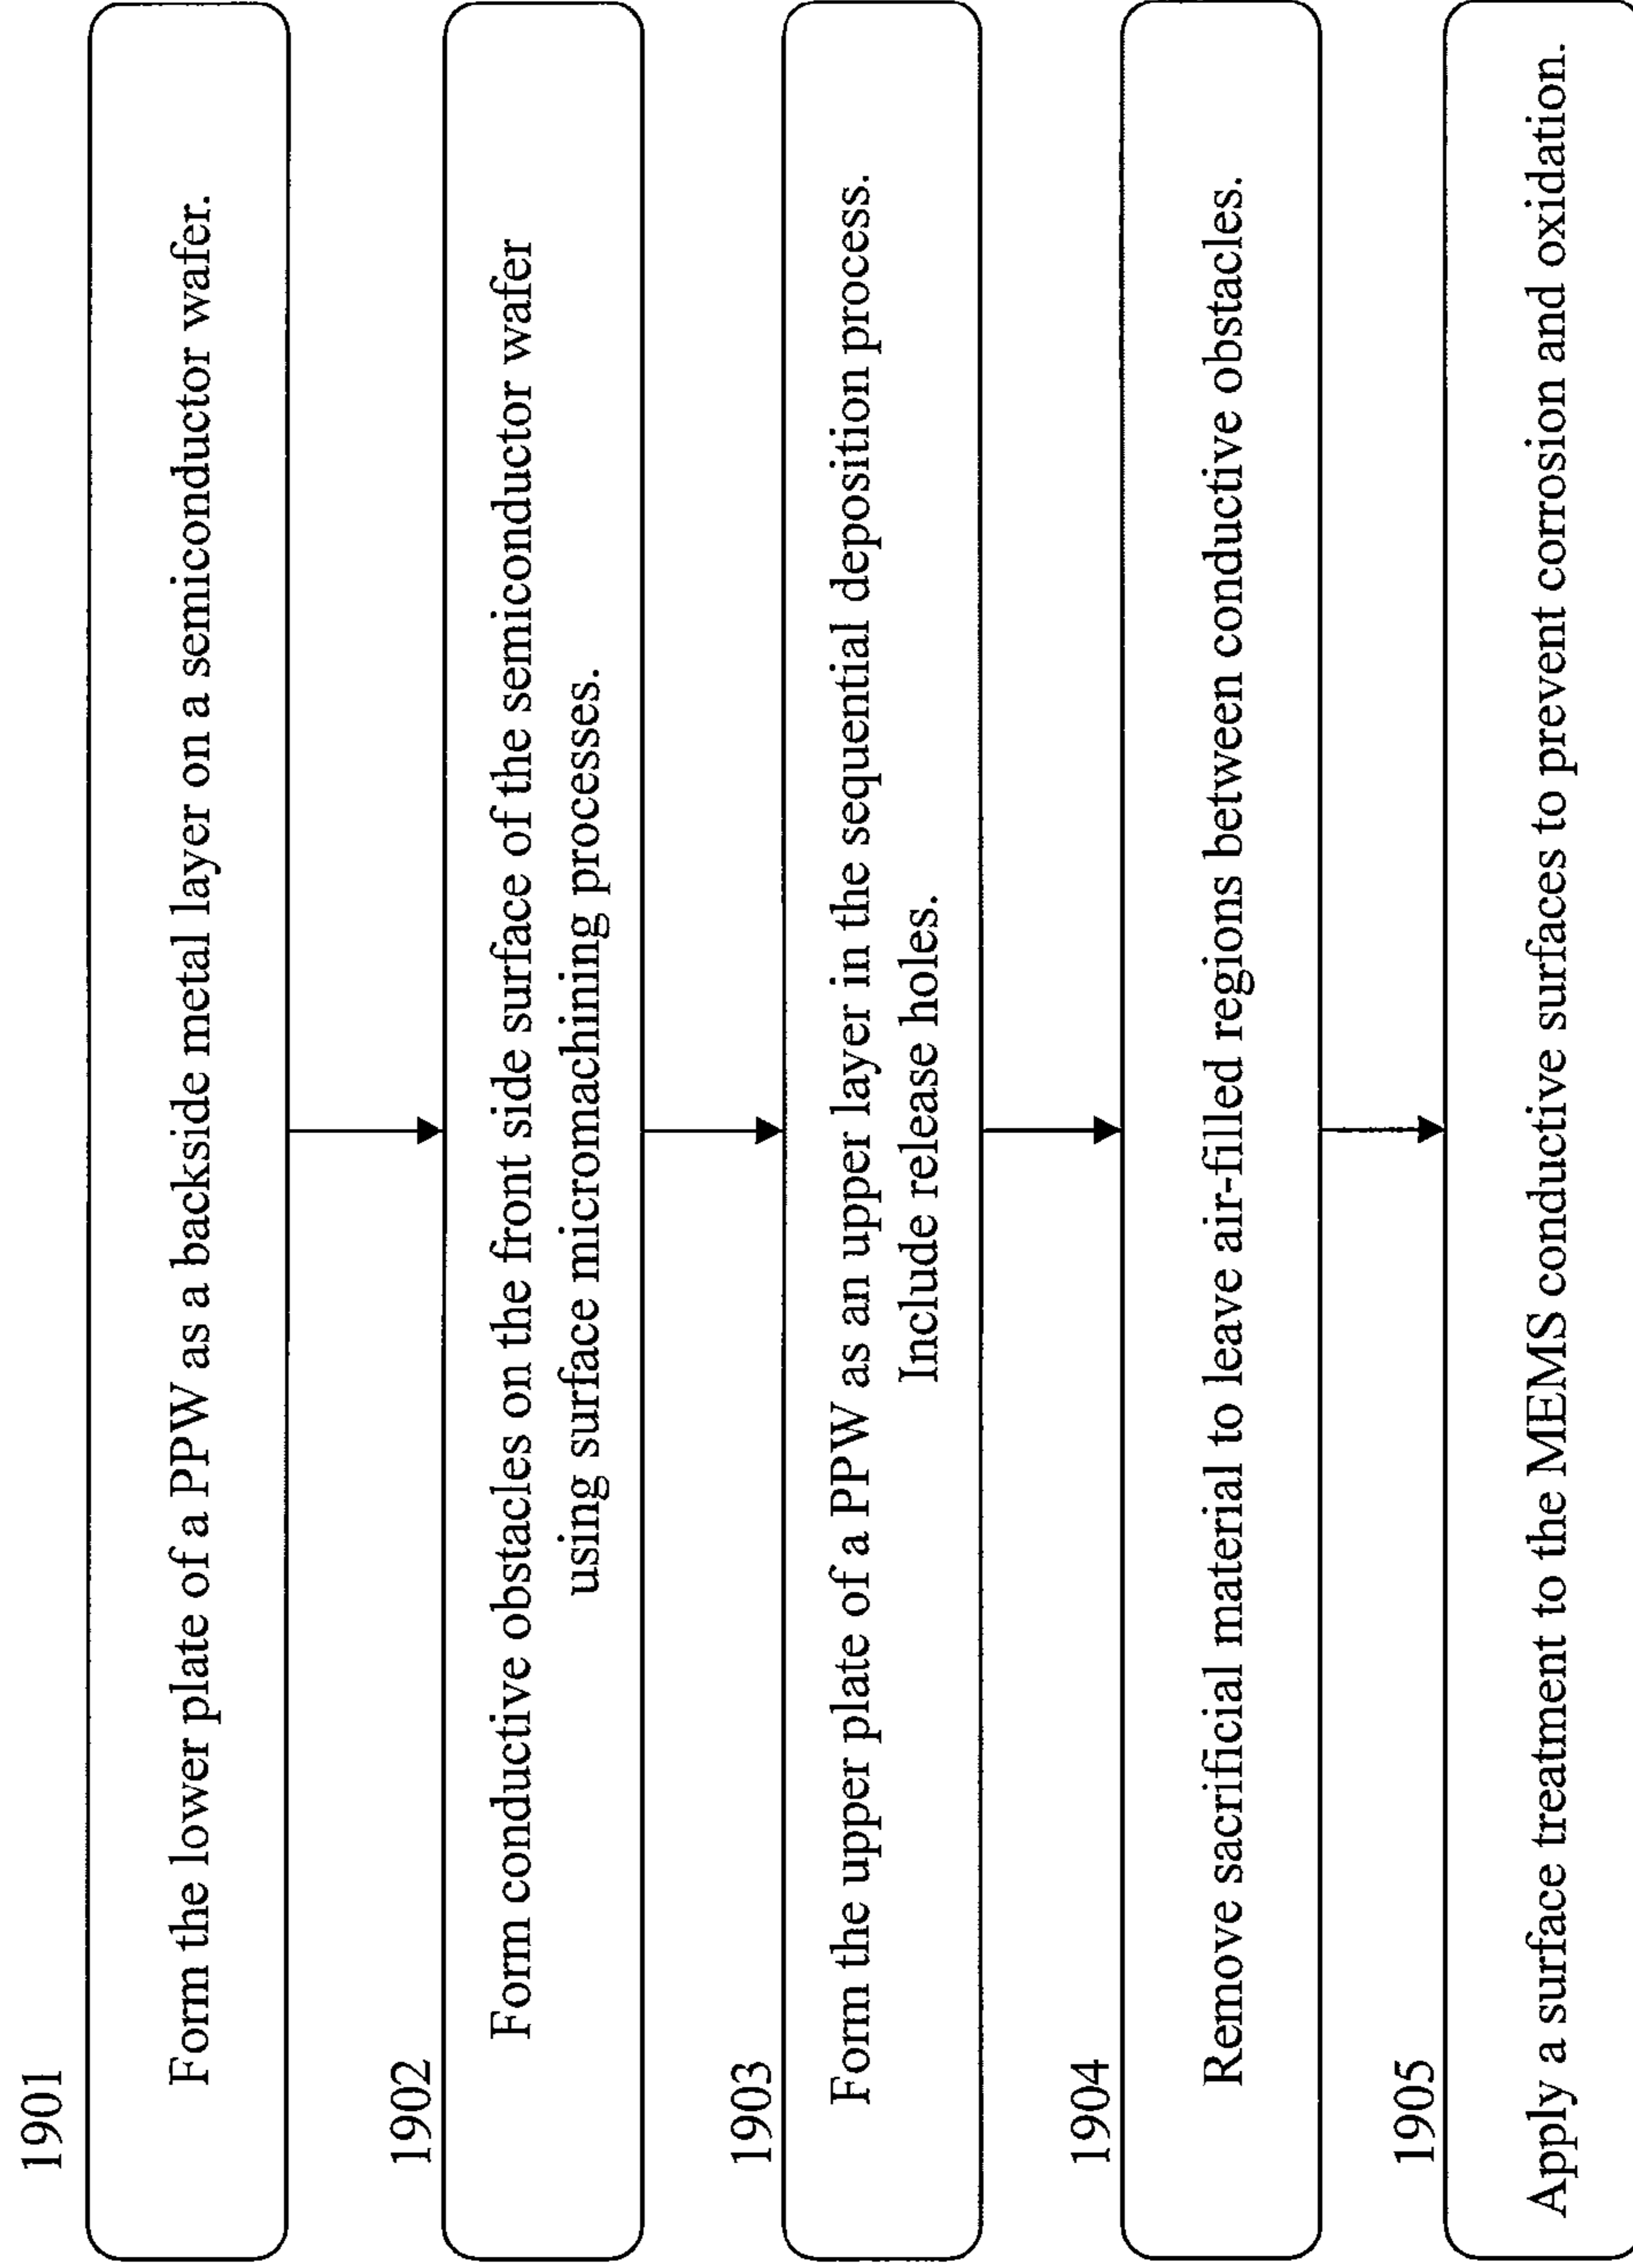 1901
Form the lower plate of a PPW as a backside metal layer on a semiconductor wafer.
1902
Form conductive obstacles on the front side surface of the semiconductor wafer
using surface micromachining processes.
1903
Form the upper plate of a PPW as an upper layer in the sequential deposition process.
Include release holes.
1904
Remove sacrificial material to leave air-filled regions between conductive obstacles.
1905
Apply a surface treatment to the MEMS conductive surfaces to prevent corrosion and oxidation.